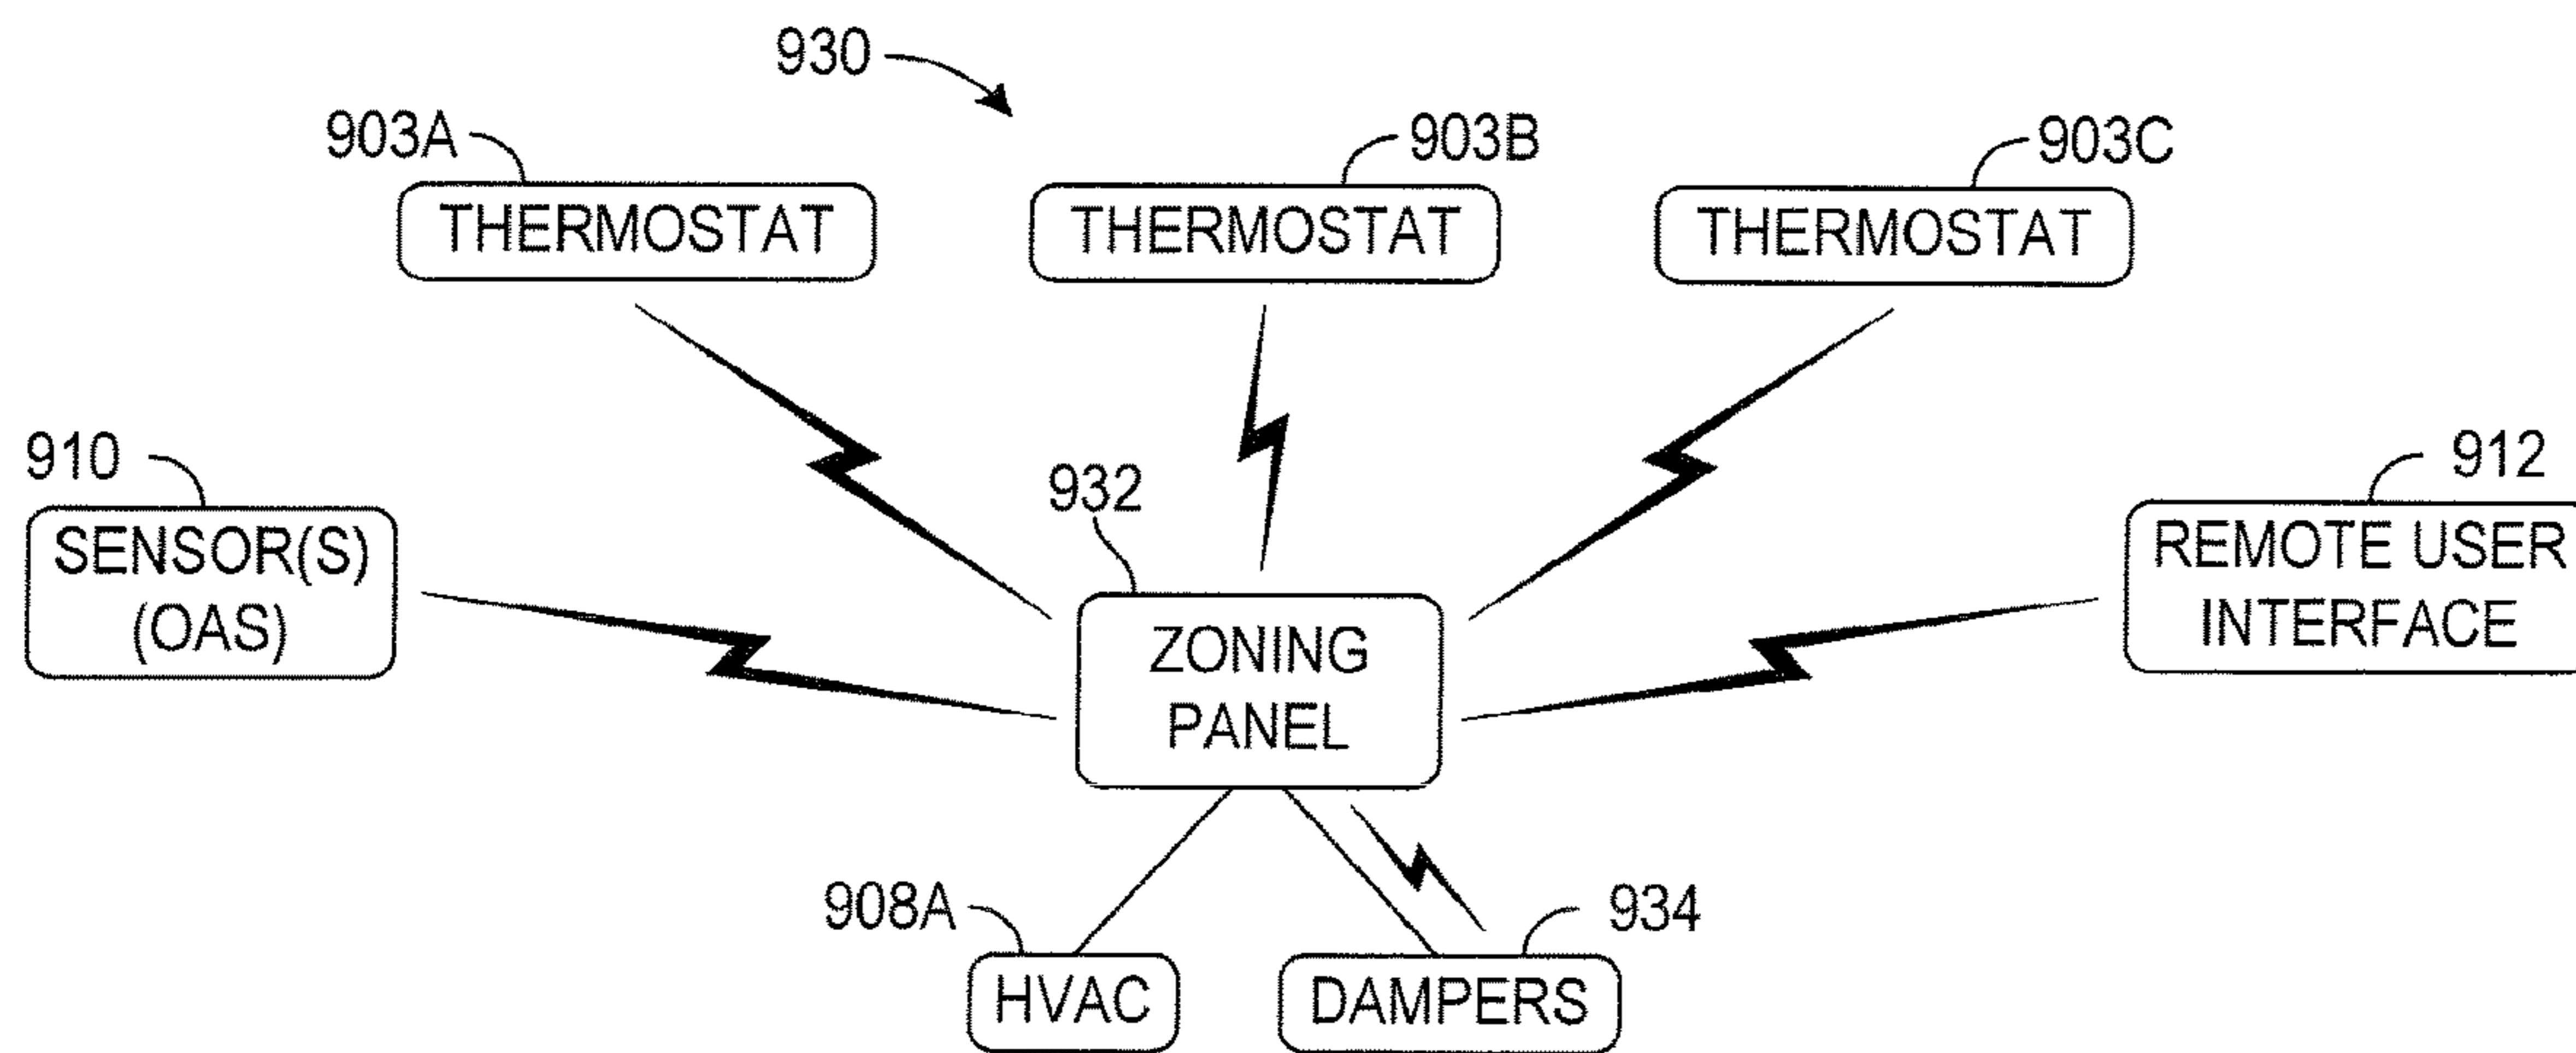 930
903A
903B
903C
THERMOSTAT
THERMOSTAT
THERMOSTAT
910
932
912
SENSOR(S)
(OAS)
REMOTE USER
INTERFACE
ZONING
PANEL
908A
934
HVAC
DAMPERS